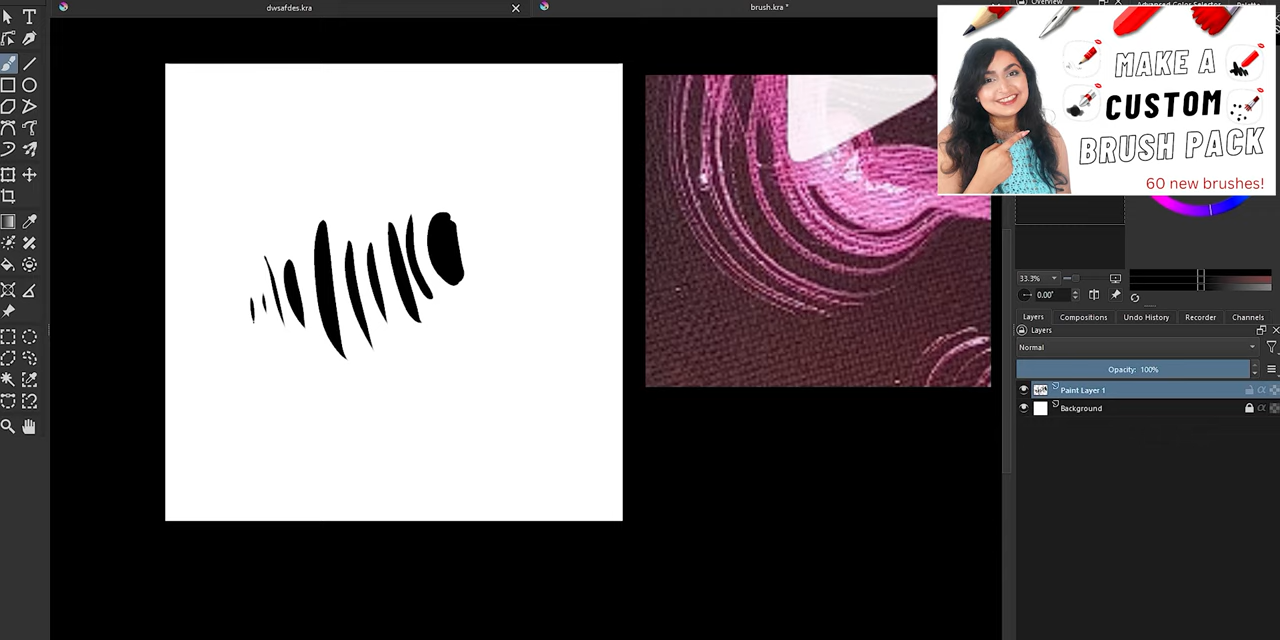 dwsafdes.kra
brush.kra *
Overview
Advanced Color Selector
MAKE A
CUSTOM
BRUSH PACK
60 new brushes!
33.3%
0.00°
Layers
Compositions
Undo History
Recorder
Channels
Layers
Normal
Opacity: 100%
Paint Layer 1
Background